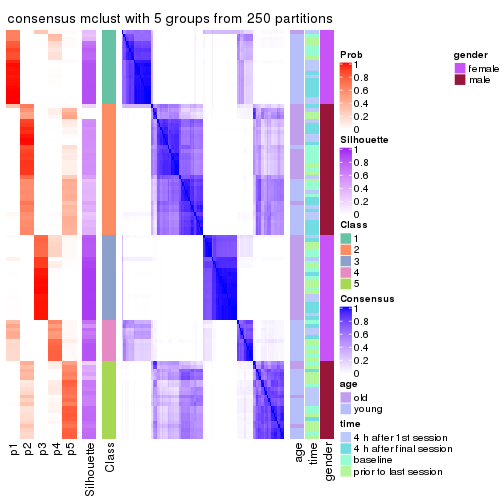 consensus mclust with 5 groups from 250 partitions
Prob
1
0.8
0.6
0.4
0.2
0
Silhouette
1
0.8
0.6
0.4
0.2
0
Class
1
2
3
4
5
Consensus
1
0.8
0.6
0.4
0.2
0
age
old
young
time
4 h after 1st session
4 h after final session
baseline
prior to last session
gender
female
male
p1
p2
p3
p4
p5
Silhouette
Class
age
time
gender